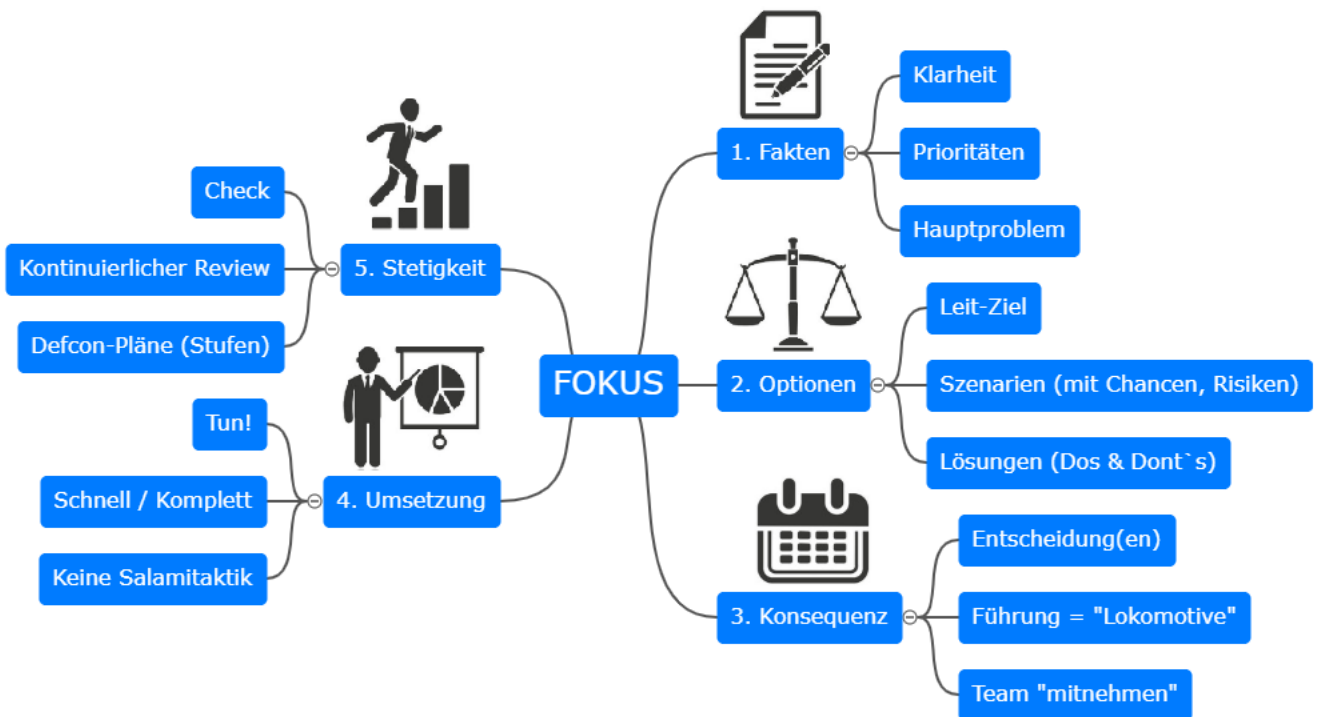 FOKUS
1. Fakten
Klarheit
Prioritäten
Hauptproblem
2. Optionen
Leit-Ziel
Szenarien (mit Chancen, Risiken)
Lösungen (Dos & Dont`s)
3. Konsequenz
Entscheidung(en)
Führung = "Lokomotive"
Team "mitnehmen"
4. Umsetzung
Tun!
Schnell / Komplett
Keine Salamitaktik
5. Stetigkeit
Check
Kontinuierlicher Review
Defcon-Pläne (Stufen)